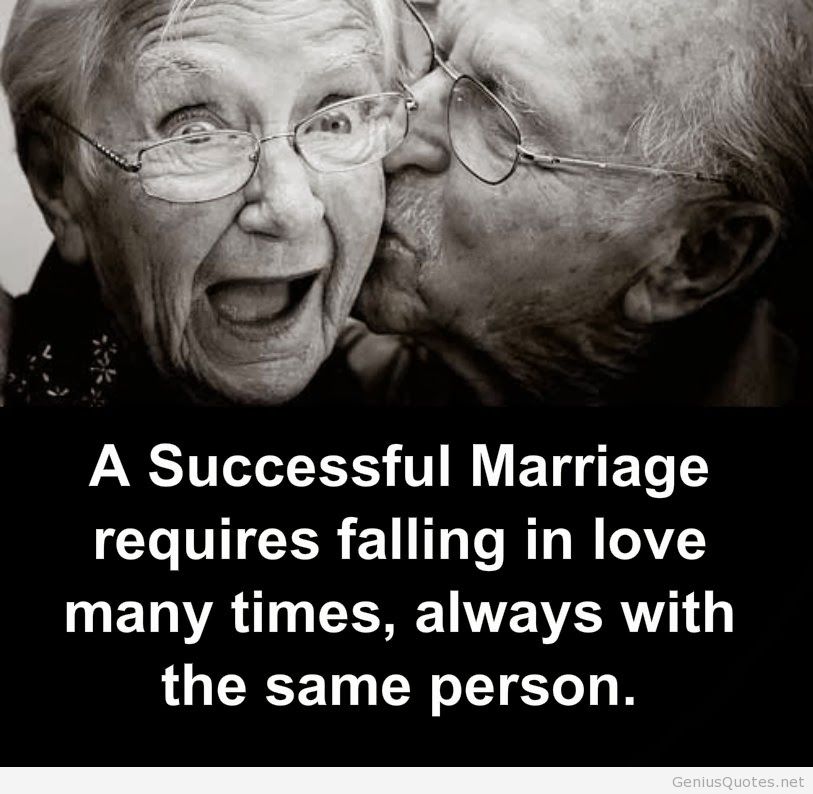 A Successful Marriage
requires falling in love
many times, always with
the same person.
GeniusQuotes.net